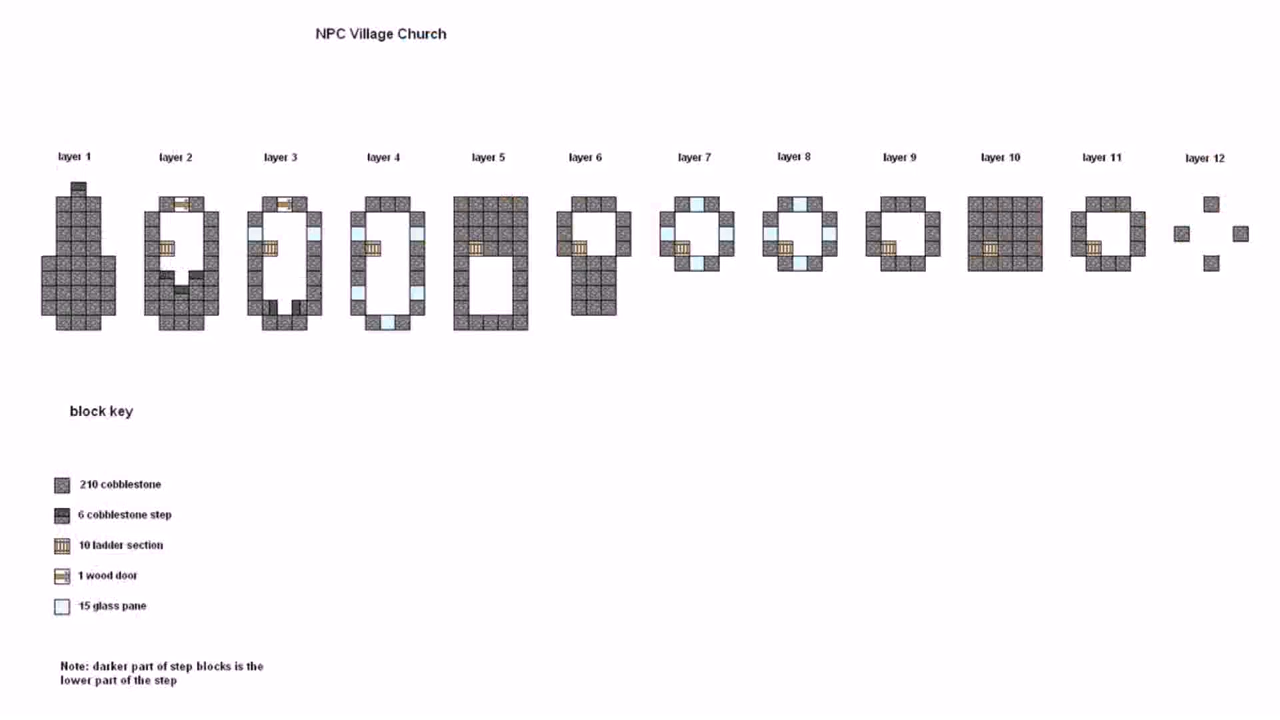 NPC Village Church
layer 1 layer 2 layer 3 layer 4 layer 5 layer 6 layer 7 layer 8 layer 9 layer 10 layer 11 layer 12
block key
210 cobblestone
6 cobblestone step
10 ladder section
1 wood door
15 glass pane
Note: darker part of step blocks is the
lower part of the step